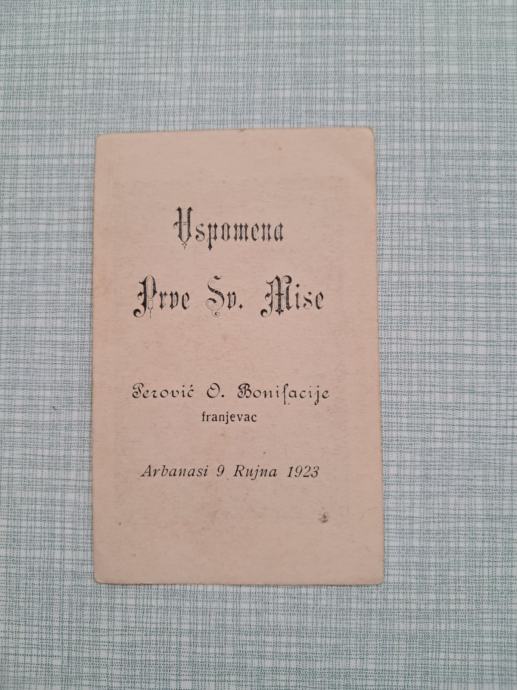 Uspomena
Prve Sv. Mise
Perović O. Bonifacije
franjevac
Arbanasi 9 Rujna 1923